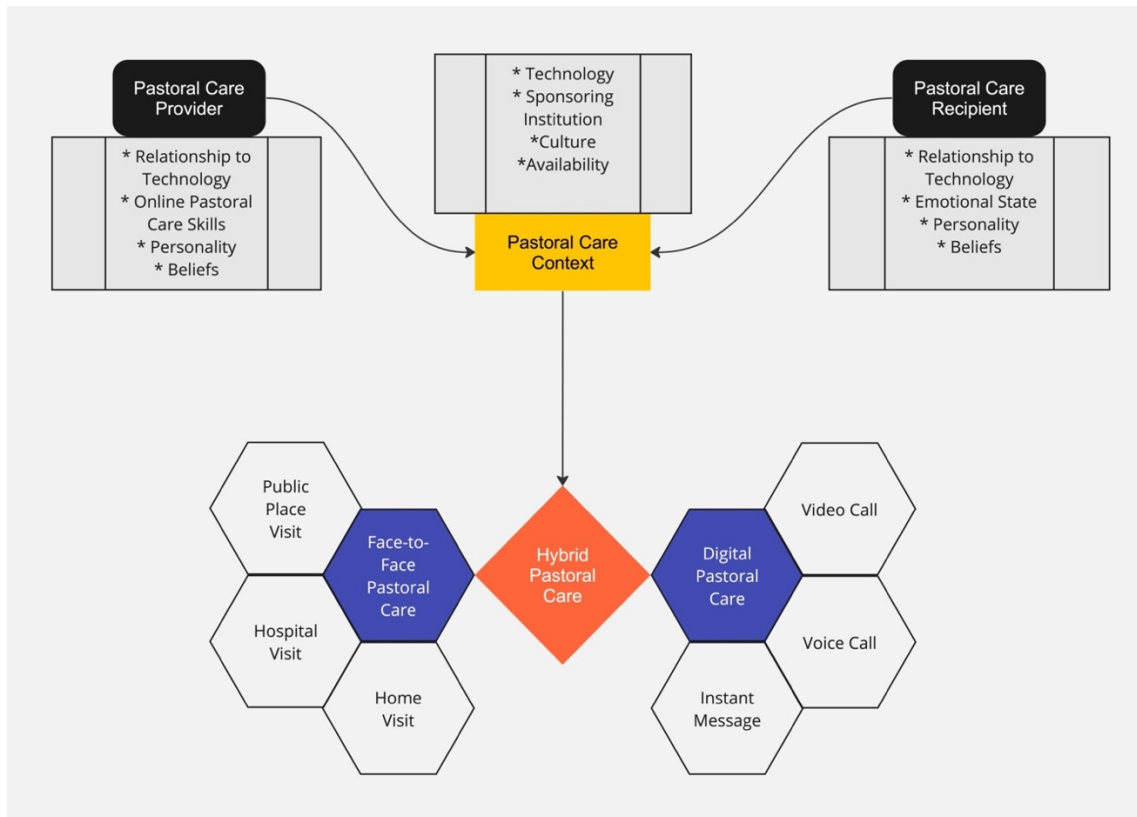 Pastoral Care
Provider
* Relationship to
Technology
* Online Pastoral
Care Skills
* Personality
* Beliefs
* Technology
* Sponsoring
Institution
*Culture
*Availability
Pastoral Care
Context
Pastoral Care
Recipient
* Relationship to
Technology
* Emotional State
* Personality
* Beliefs
Public
Place
Visit
Face-to-
Face
Pastoral
Care
Hospital
Visit
Home
Visit
Hybrid
Pastoral
Care
Digital
Pastoral
Care
Video Call
Voice Call
Instant
Message